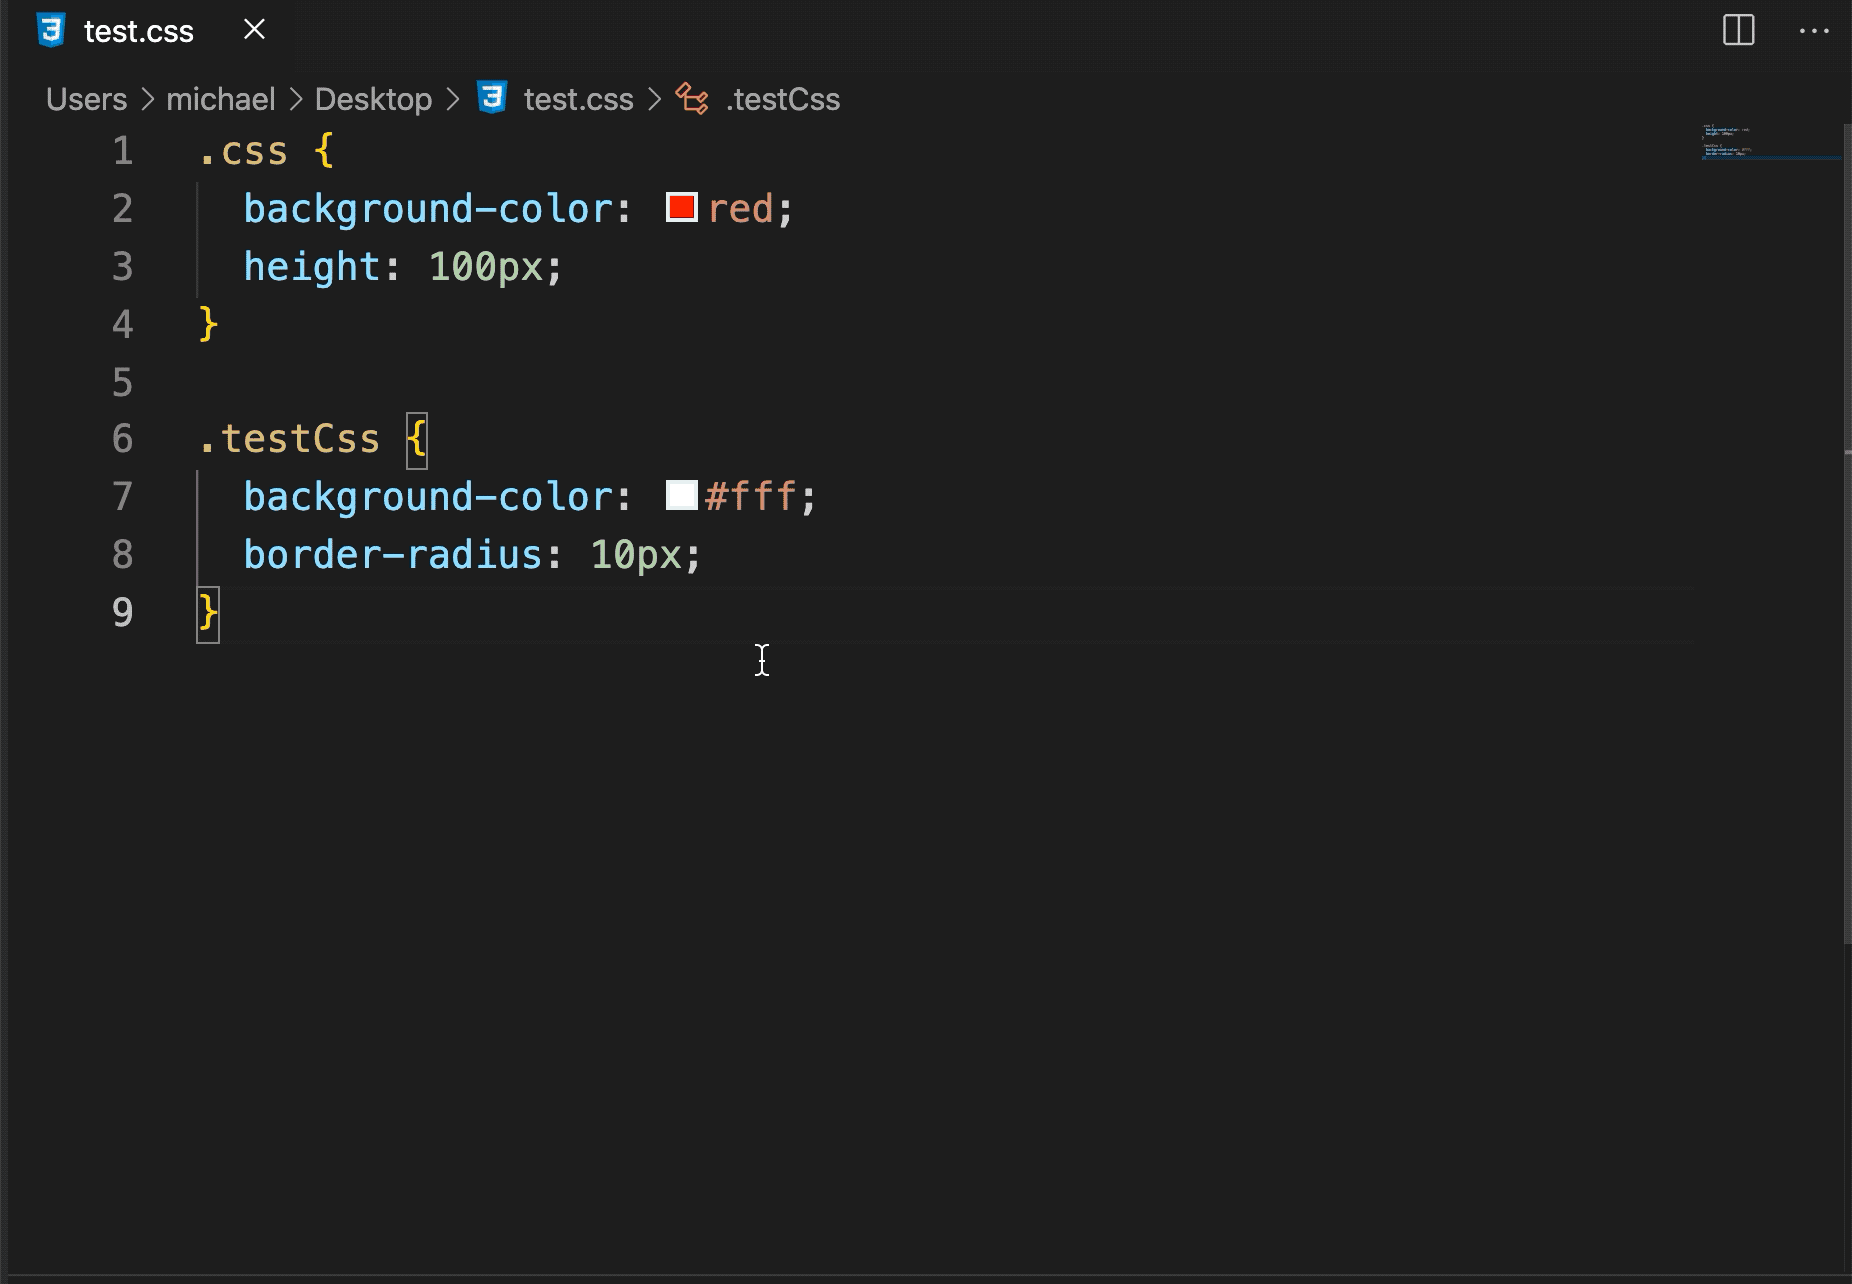 test.css
Users > michael > Desktop > test.css > .testCss
1 .css {
2   background-color: red;
3   height: 100px;
4 }
5
6 .testCss {
7   background-color: #fff;
8   border-radius: 10px;
9 }